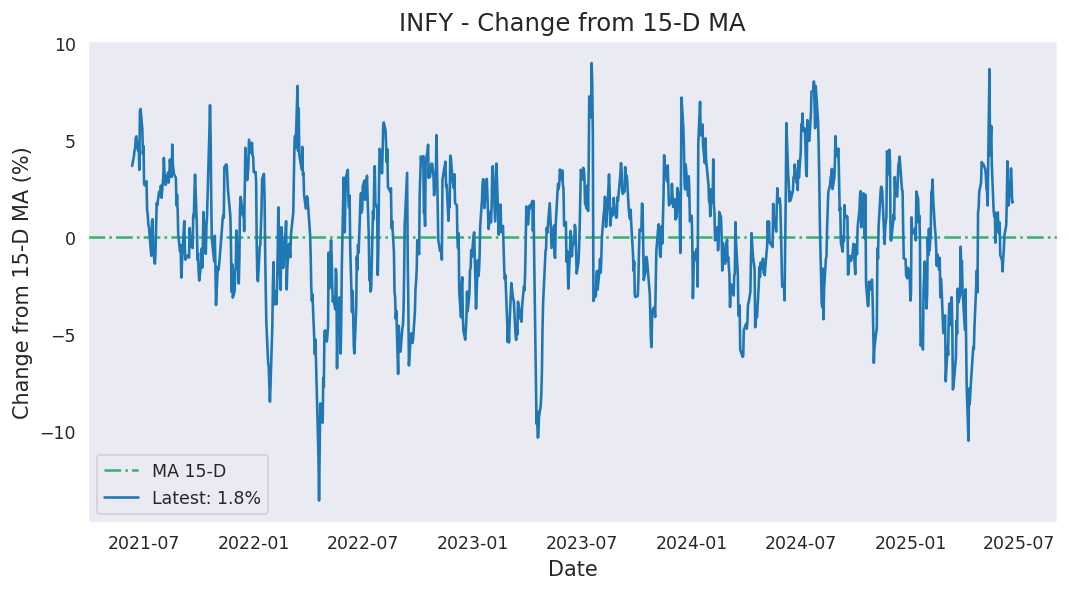 INFY - Change from 15-D MA
Change from 15-D MA (%)
10
5
0
−5
−10
MA 15-D
Latest: 1.8%
2021-07 2022-01 2022-07 2023-01 2023-07 2024-01 2024-07 2025-01 2025-07
Date